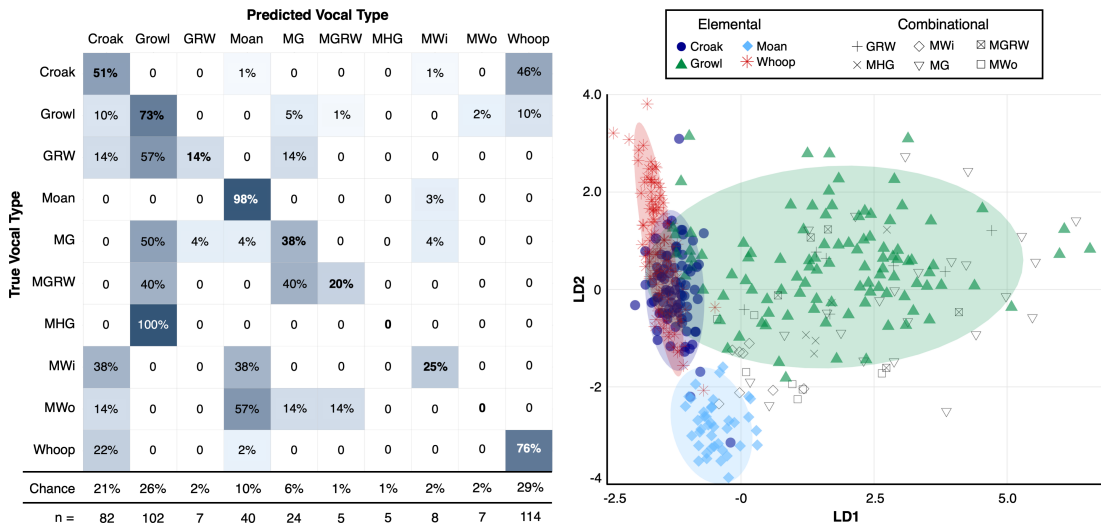 Predicted Vocal Type
Croak Growl GRW Moan MG MGRW MHG MWi MWo Whoop
True Vocal Type
Croak 51% 0 0 1% 0 0 0 1% 0 46%
Growl 10% 73% 0 0 5% 1% 0 0 2% 10%
GRW 14% 57% 14% 0 14% 0 0 0 0 0
Moan 0 0 0 98% 0 0 0 3% 0 0
MG 0 50% 4% 4% 38% 0 0 4% 0 0
MGRW 0 40% 0 0 40% 20% 0 0 0 0
MHG 0 100% 0 0 0 0 0 0 0 0
MWi 38% 0 0 38% 0 0 0 25% 0 0
MWo 14% 0 0 57% 14% 14% 0 0 0 0
Whoop 22% 0 0 2% 0 0 0 0 0 76%
Chance 21% 26% 2% 10% 6% 1% 1% 2% 2% 29%
n = 82 102 7 40 24 5 5 8 7 114
Elemental Combinational
Croak Moan GRW MWi MGRW
Growl Whoop MHG MG MWo
4.0
2.0
0
-2
-4
LD2
-2.5 -0 2.5 5.0
LD1